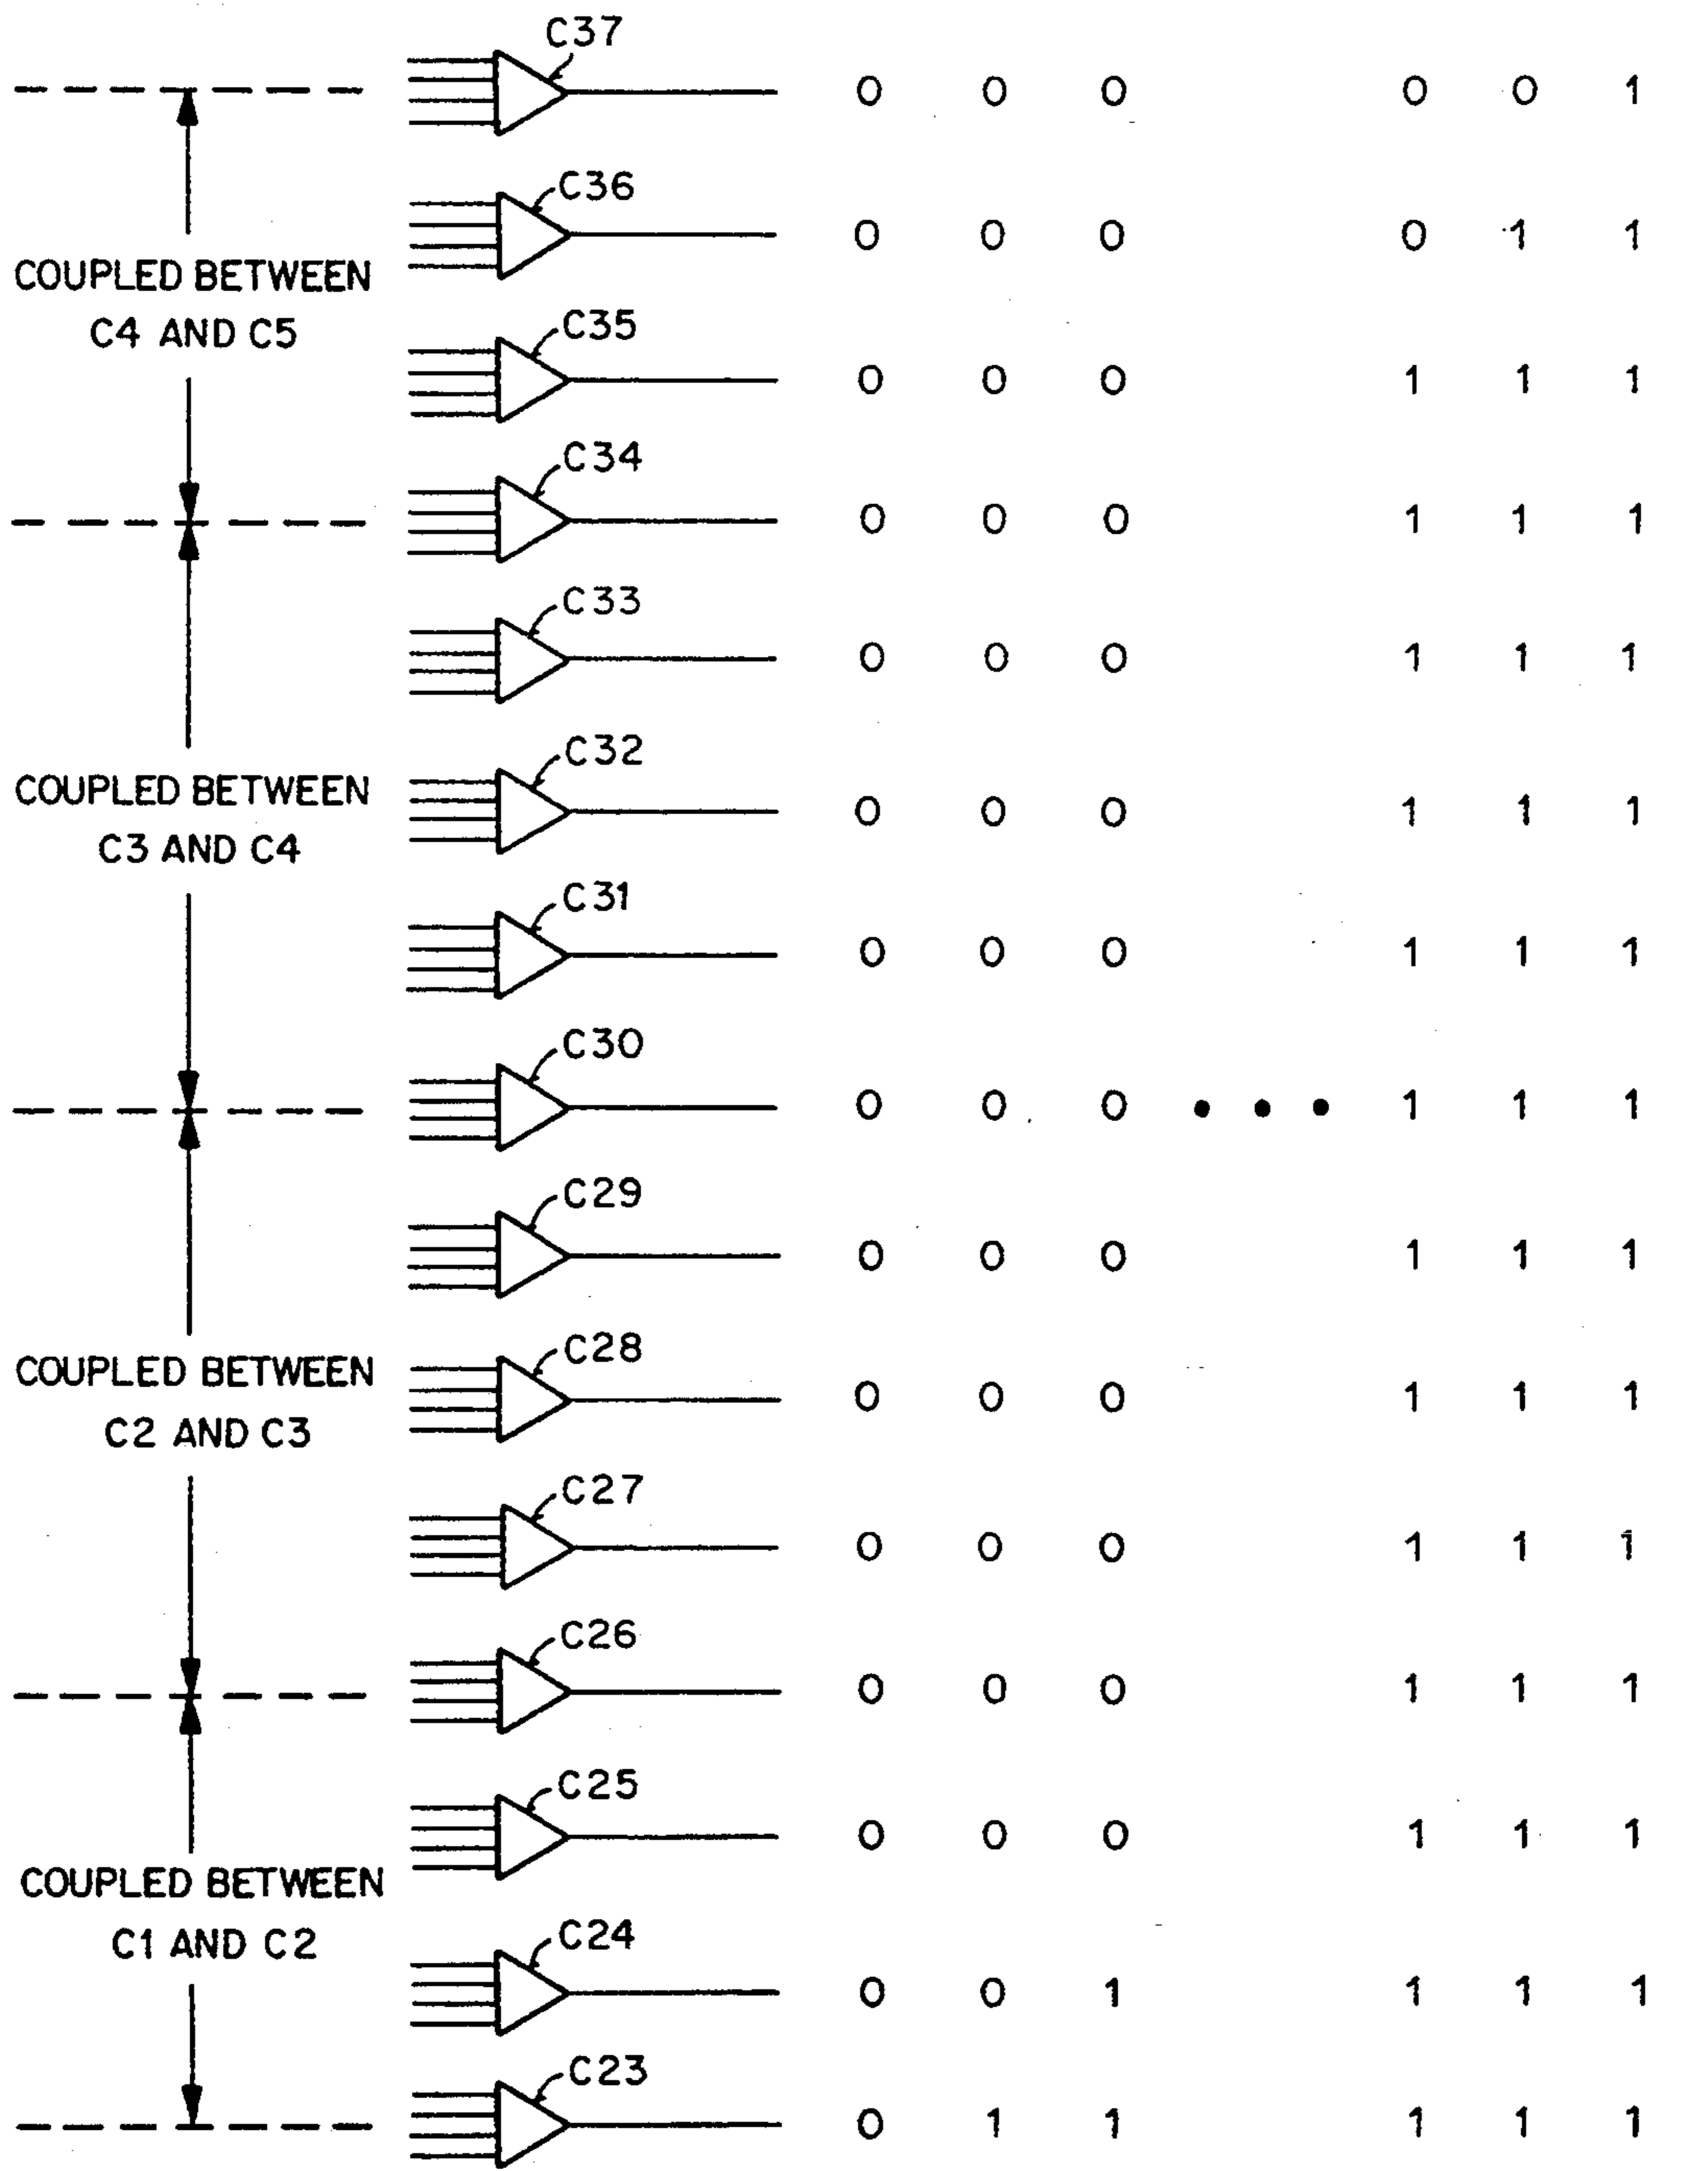 C37
0 0 0 0 0 1
C36
0 0 0 0 1 1
COUPLED BETWEEN
C4 AND C5
C35
0 0 0 1 1 1
C34
0 0 0 1 1 1
C33
0 0 0 1 1 1
C32
COUPLED BETWEEN
C3 AND C4
0 0 0 1 1 1
C31
0 0 0 1 1 1
C30
0 0 0 • • • 1 1 1
C29
0 0 0 1 1 1
C28
COUPLED BETWEEN
C2 AND C3
0 0 0 1 1 1
C27
0 0 0 1 1 1
C26
0 0 0 1 1 1
C25
0 0 0 1 1 1
COUPLED BETWEEN
C1 AND C2
C24
0 0 1 1 1 1
C23
0 1 1 1 1 1